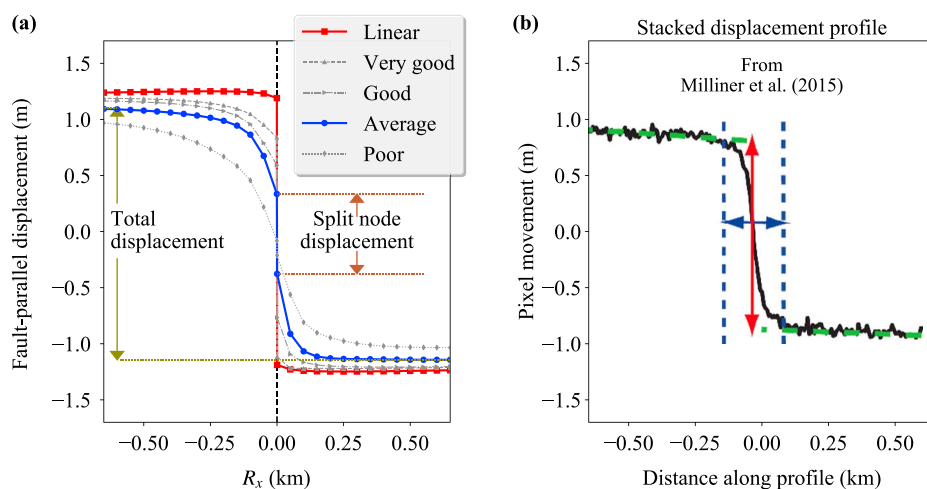 (a)
Linear
Very good
Good
Average
Poor
Fault-parallel displacement (m)
1.5
1.0
0.5
0.0
−0.5
−1.0
−1.5
Total
displacement
Split node
displacement
−0.50
−0.25
0.00
0.25
0.50
Rx (km)
(b)
Stacked displacement profile
From
Milliner et al. (2015)
Pixel movement (m)
1.5
1.0
0.5
0.0
−0.5
−1.0
−1.5
−0.50
−0.25
0.00
0.25
0.50
Distance along profile (km)